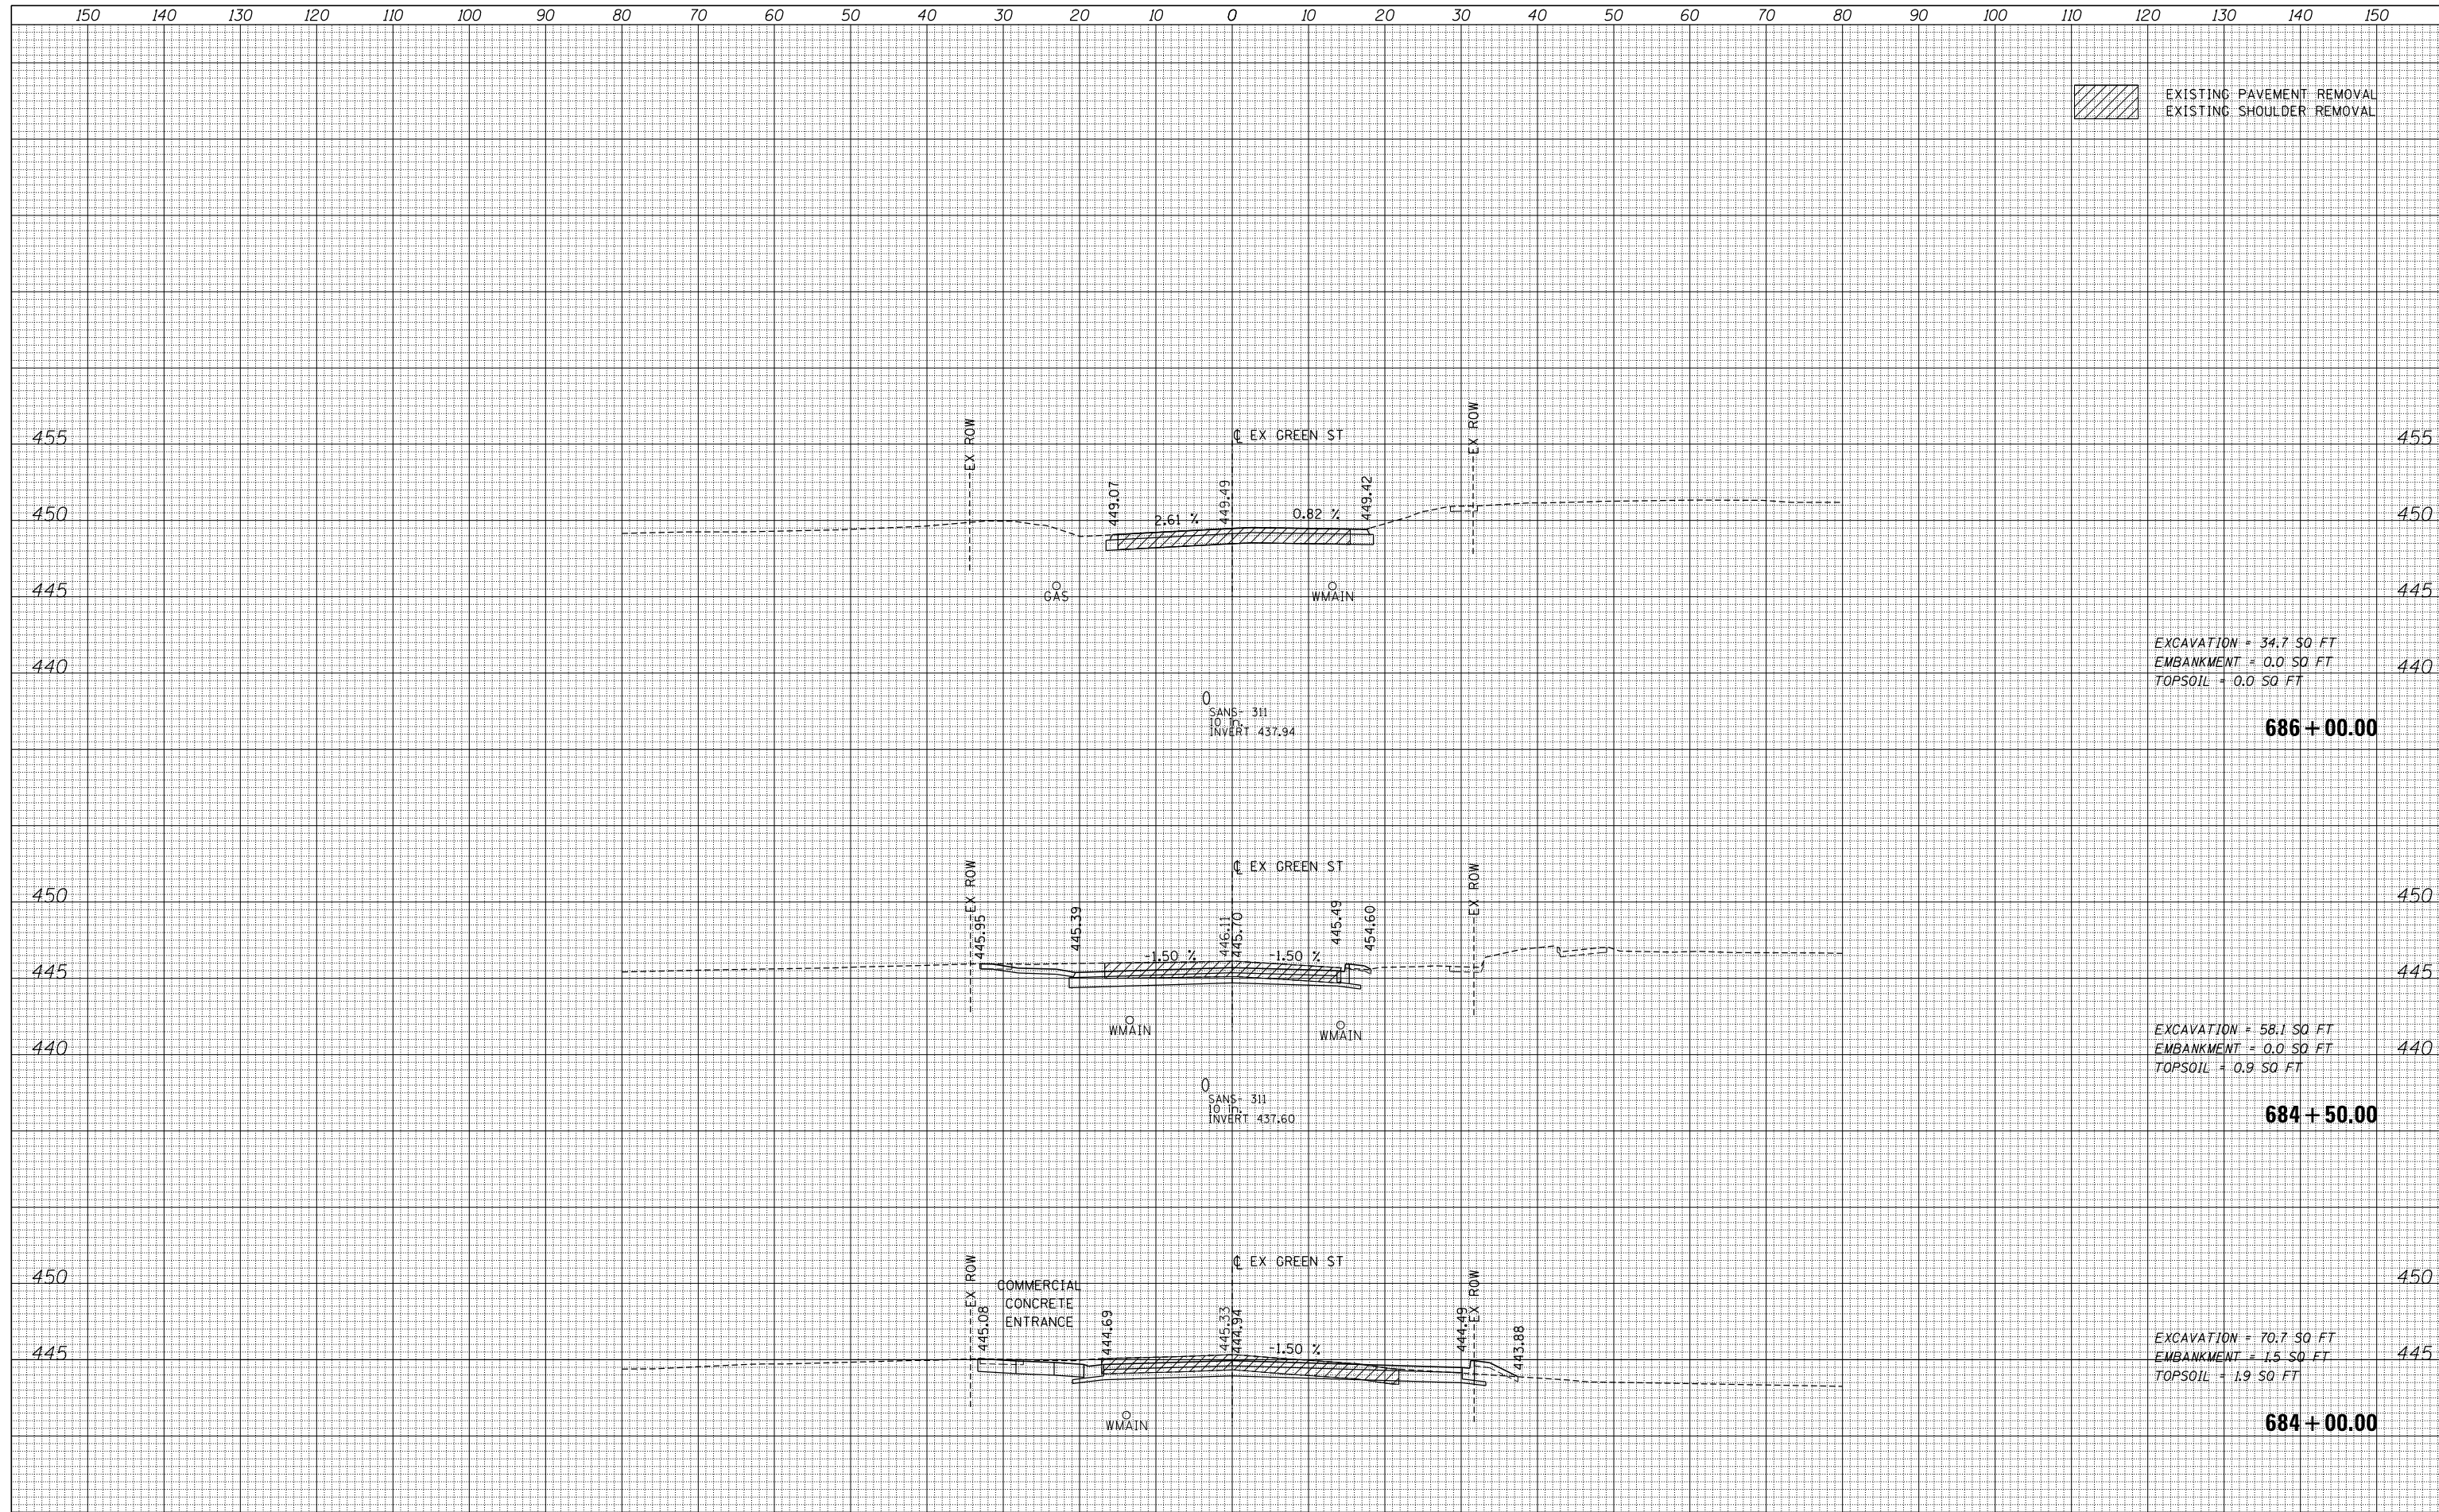 150 140 130 120 110 100 90 80 70 60 50 40 30 20 10 0 10 20 30 40 50 60 70 80 90 100 110 120 130 140 150
EXISTING PAVEMENT REMOVAL
EXISTING SHOULDER REMOVAL
455 455
EX ROW
℄ EX GREEN ST
EX ROW
449.07
449.49
449.42
2.61 %
0.82 %
450 450
445 445
GAS
WMAIN
440 440
EXCAVATION = 34.7 SQ FT
EMBANKMENT = 0.0 SQ FT
TOPSOIL = 0.0 SQ FT
SANS- 311
10 in.
INVERT 437.94
686+00.00
450 450
EX ROW
℄ EX GREEN ST
EX ROW
445.95
445.39
446.11
445.70
445.49
454.60
-1.50 %
-1.50 %
445 445
WMAIN
WMAIN
440 440
EXCAVATION = 58.1 SQ FT
EMBANKMENT = 0.0 SQ FT
TOPSOIL = 0.9 SQ FT
SANS- 311
10 in.
INVERT 437.60
684+50.00
450 450
EX ROW
COMMERCIAL
CONCRETE
ENTRANCE
℄ EX GREEN ST
EX ROW
445.08
444.69
445.33
444.94
444.49
443.88
-1.50 %
445 445
WMAIN
EXCAVATION = 70.7 SQ FT
EMBANKMENT = 1.5 SQ FT
TOPSOIL = 1.9 SQ FT
684+00.00